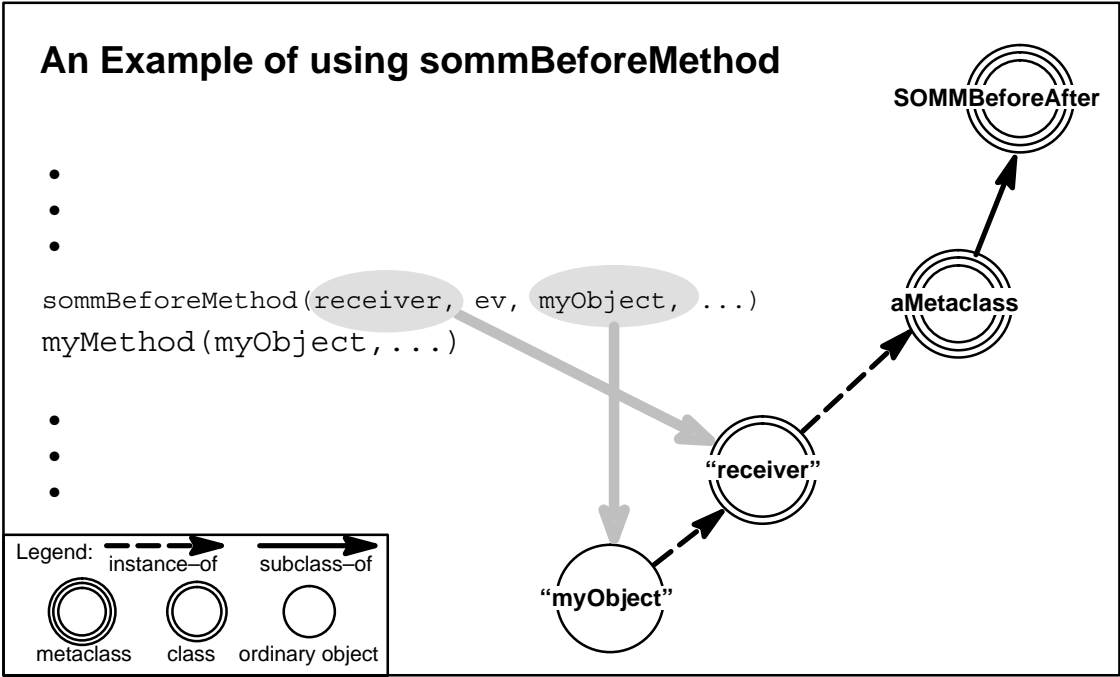 An Example of using sommBeforeMethod
SOMMBeforeAfter
sommBeforeMethod(receiver, ev, myObject, ...)
aMetaclass
myMethod(myObject,...)
“receiver”
“myObject”
Legend:
instance–of
subclass–of
metaclass
class
ordinary object